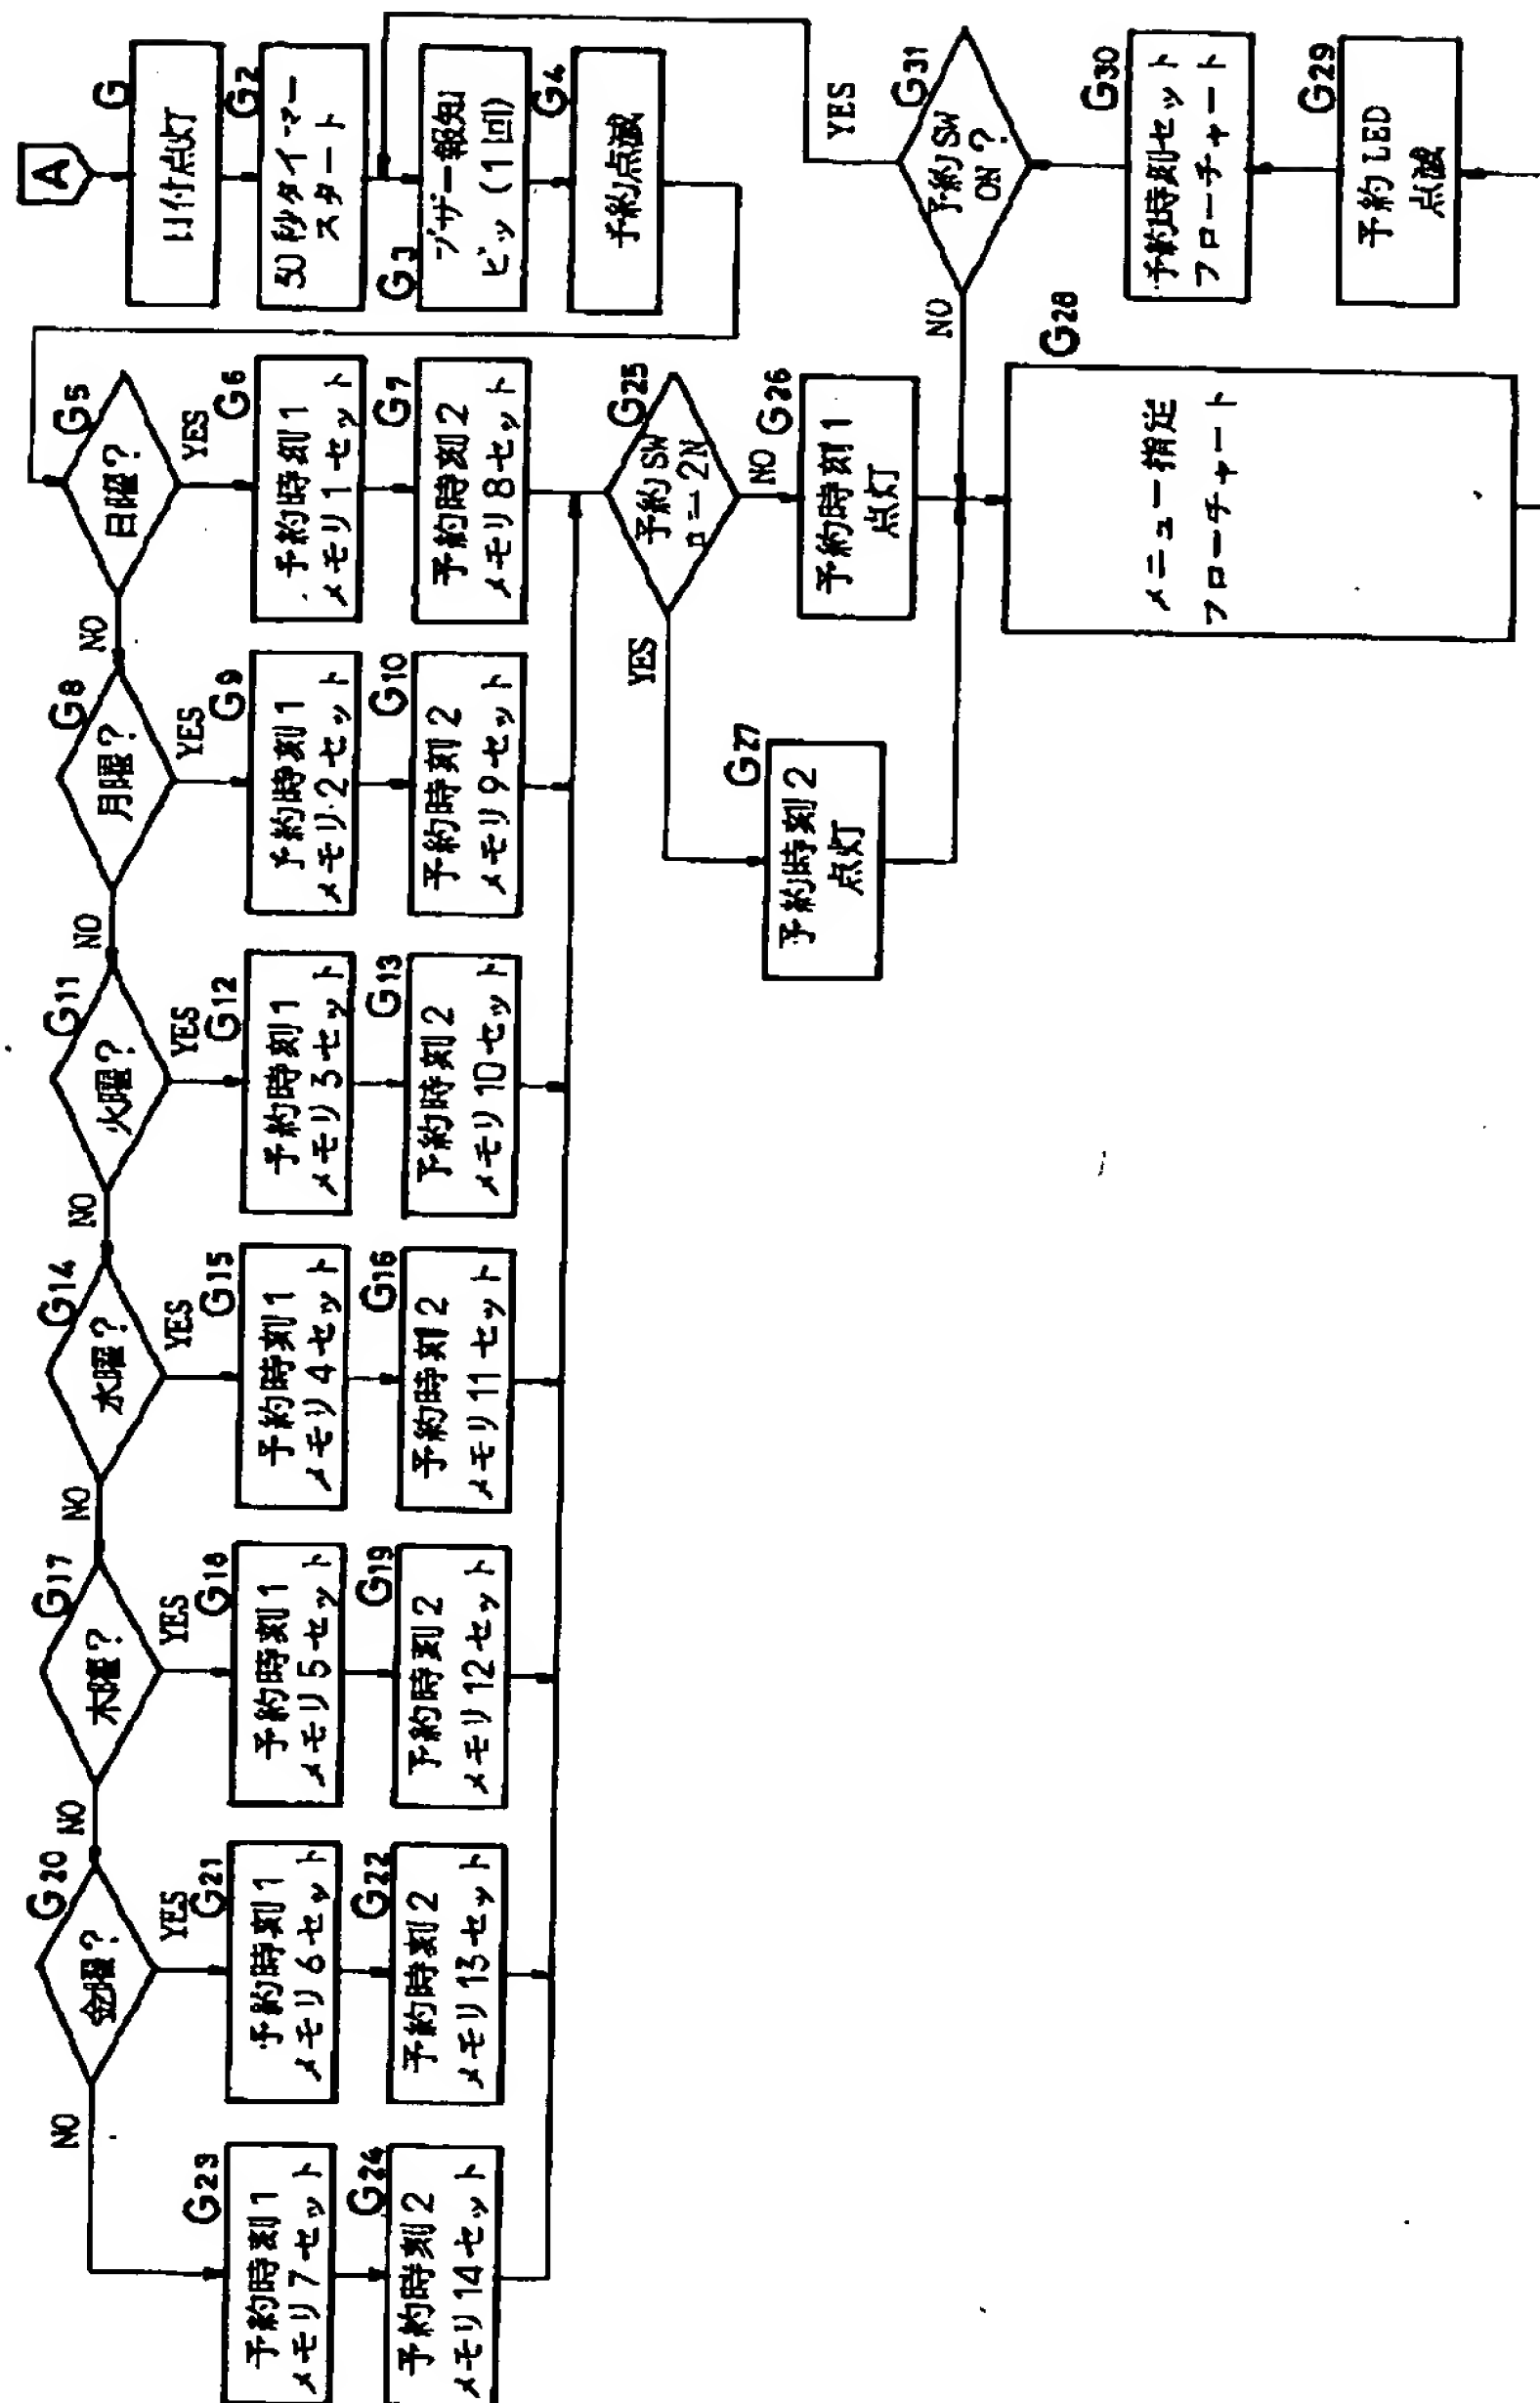 A
G
日付点灯
G2
30秒タイマー
スタート
G3
ブザー報知
ピッ(1回)
G4
予約点滅
G5
日曜?
YES
NO
G6
予約時刻1
メモリ1セット
G7
予約時刻2
メモリ8セット
G8
月曜?
YES
NO
G9
予約時刻1
メモリ2セット
G10
予約時刻2
メモリ9セット
G11
火曜?
YES
NO
G12
予約時刻1
メモリ3セット
G13
予約時刻2
メモリ10セット
G14
水曜?
YES
NO
G15
予約時刻1
メモリ4セット
G16
予約時刻2
メモリ11セット
G17
木曜?
YES
NO
G18
予約時刻1
メモリ5セット
G19
予約時刻2
メモリ12セット
G20
金曜?
YES
NO
G21
予約時刻1
メモリ6セット
G22
予約時刻2
メモリ13セット
G23
予約時刻1
メモリ7セット
G24
予約時刻2
メモリ14セット
G25
予約SW
n=2N
YES
NO
G26
予約時刻1
点灯
G27
予約時刻2
点灯
G28
メニュー指定
フローチャート
G29
予約LED
点滅
G30
予約時刻セット
フローチャート
G31
予約SW
ON?
YES
NO